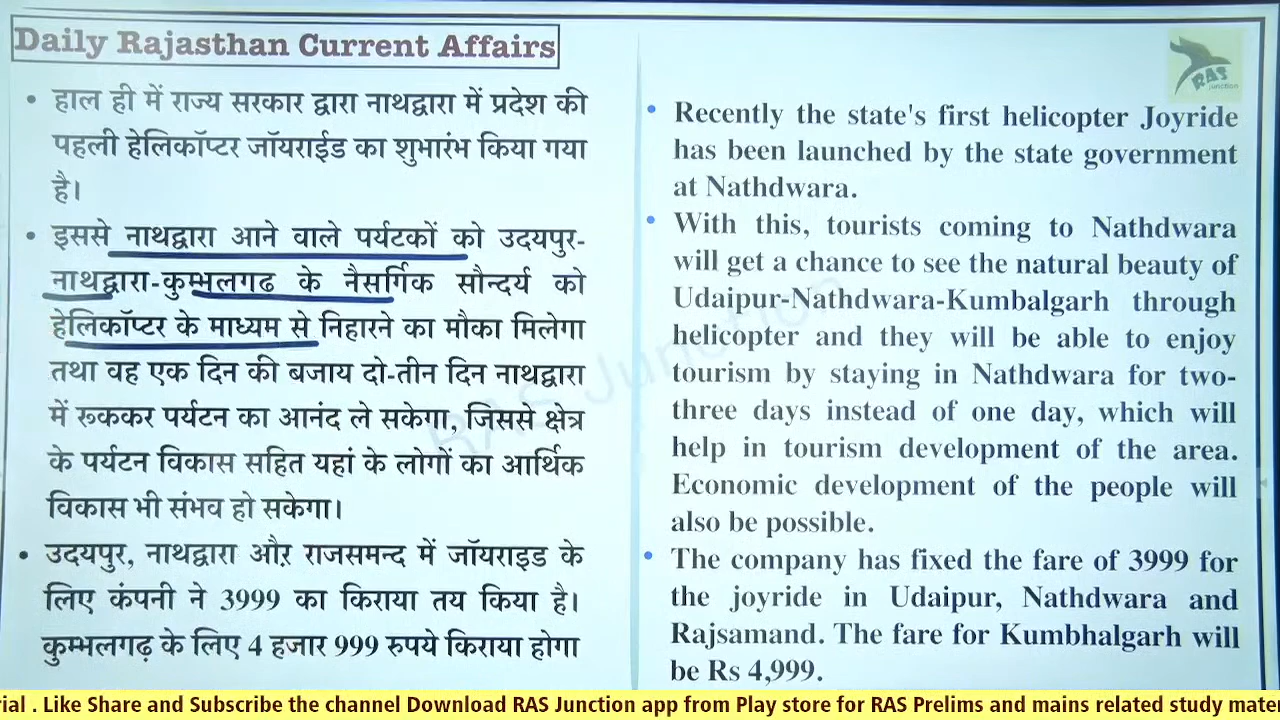 Daily Rajasthan Current Affairs
RAS
Junction
• हाल ही में राज्य सरकार द्वारा नाथद्वारा में प्रदेश की
पहली हेलिकॉप्टर जॉयराईड का शुभारंभ किया गया
है।
• इससे नाथद्वारा आने वाले पर्यटकों को उदयपुर-
नाथद्वारा-कुम्भलगढ के नैसर्गिक सौन्दर्य को
हेलिकॉप्टर के माध्यम से निहारने का मौका मिलेगा
तथा वह एक दिन की बजाय दो-तीन दिन नाथद्वारा
में रूककर पर्यटन का आनंद ले सकेगा, जिससे क्षेत्र
के पर्यटन विकास सहित यहां के लोगों का आर्थिक
विकास भी संभव हो सकेगा।
• उदयपुर, नाथद्वारा और राजसमन्द में जॉयराइड के
लिए कंपनी ने 3999 का किराया तय किया है।
कुम्भलगढ़ के लिए 4 हजार 999 रुपये किराया होगा
• Recently the state's first helicopter Joyride
has been launched by the state government
at Nathdwara.
• With this, tourists coming to Nathdwara
will get a chance to see the natural beauty of
Udaipur-Nathdwara-Kumbalgarh through
helicopter and they will be able to enjoy
tourism by staying in Nathdwara for two-
three days instead of one day, which will
help in tourism development of the area.
Economic development of the people will
also be possible.
• The company has fixed the fare of 3999 for
the joyride in Udaipur, Nathdwara and
Rajsamand. The fare for Kumbhalgarh will
be Rs 4,999.
RAS Junction
rial . Like Share and Subscribe the channel Download RAS Junction app from Play store for RAS Prelims and mains related study mater